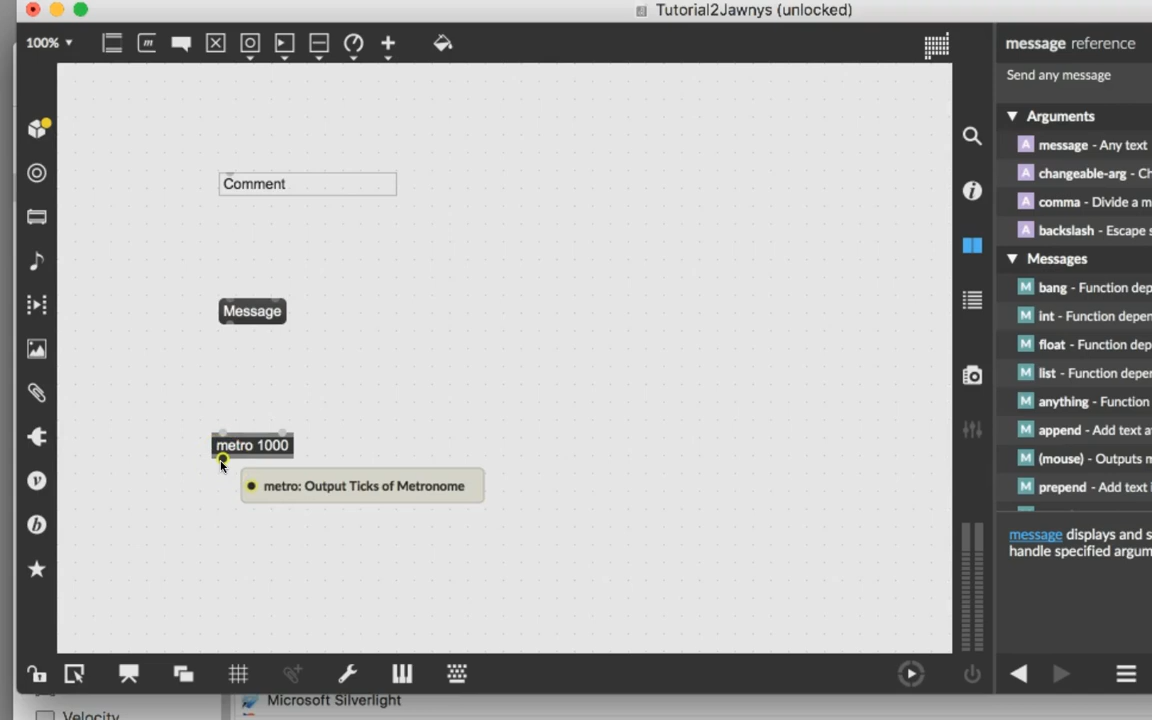 Tutorial2Jawnys (unlocked)
100%
message reference
Send any message
Arguments
A message - Any text
A changeable-arg - Ch
A comma - Divide a m
A backslash - Escape s
Messages
M bang - Function dep
M int - Function depen
M float - Function dep
M list - Function deper
M anything - Function
M append - Add text a
M (mouse) - Outputs m
M prepend - Add text i
message displays and s
handle specified argum
Comment
Message
metro 1000
metro: Output Ticks of Metronome
Microsoft Silverlight
Velocity